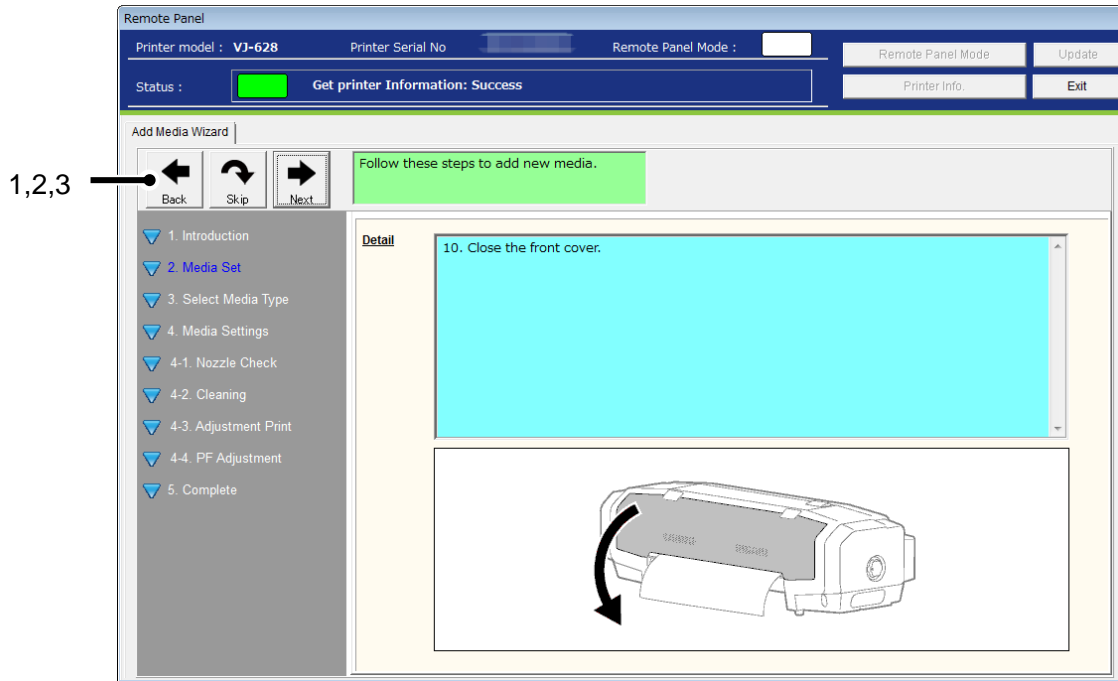 Remote Panel
Printer model : VJ-628 Printer Serial No Remote Panel Mode :
Remote Panel Mode Update
Status : Get printer Information: Success
Printer Info. Exit
Add Media Wizard
Back Skip Next
Follow these steps to add new media.
1,2,3
1. Introduction
2. Media Set
3. Select Media Type
4. Media Settings
4-1. Nozzle Check
4-2. Cleaning
4-3. Adjustment Print
4-4. PF Adjustment
5. Complete
Detail
10. Close the front cover.